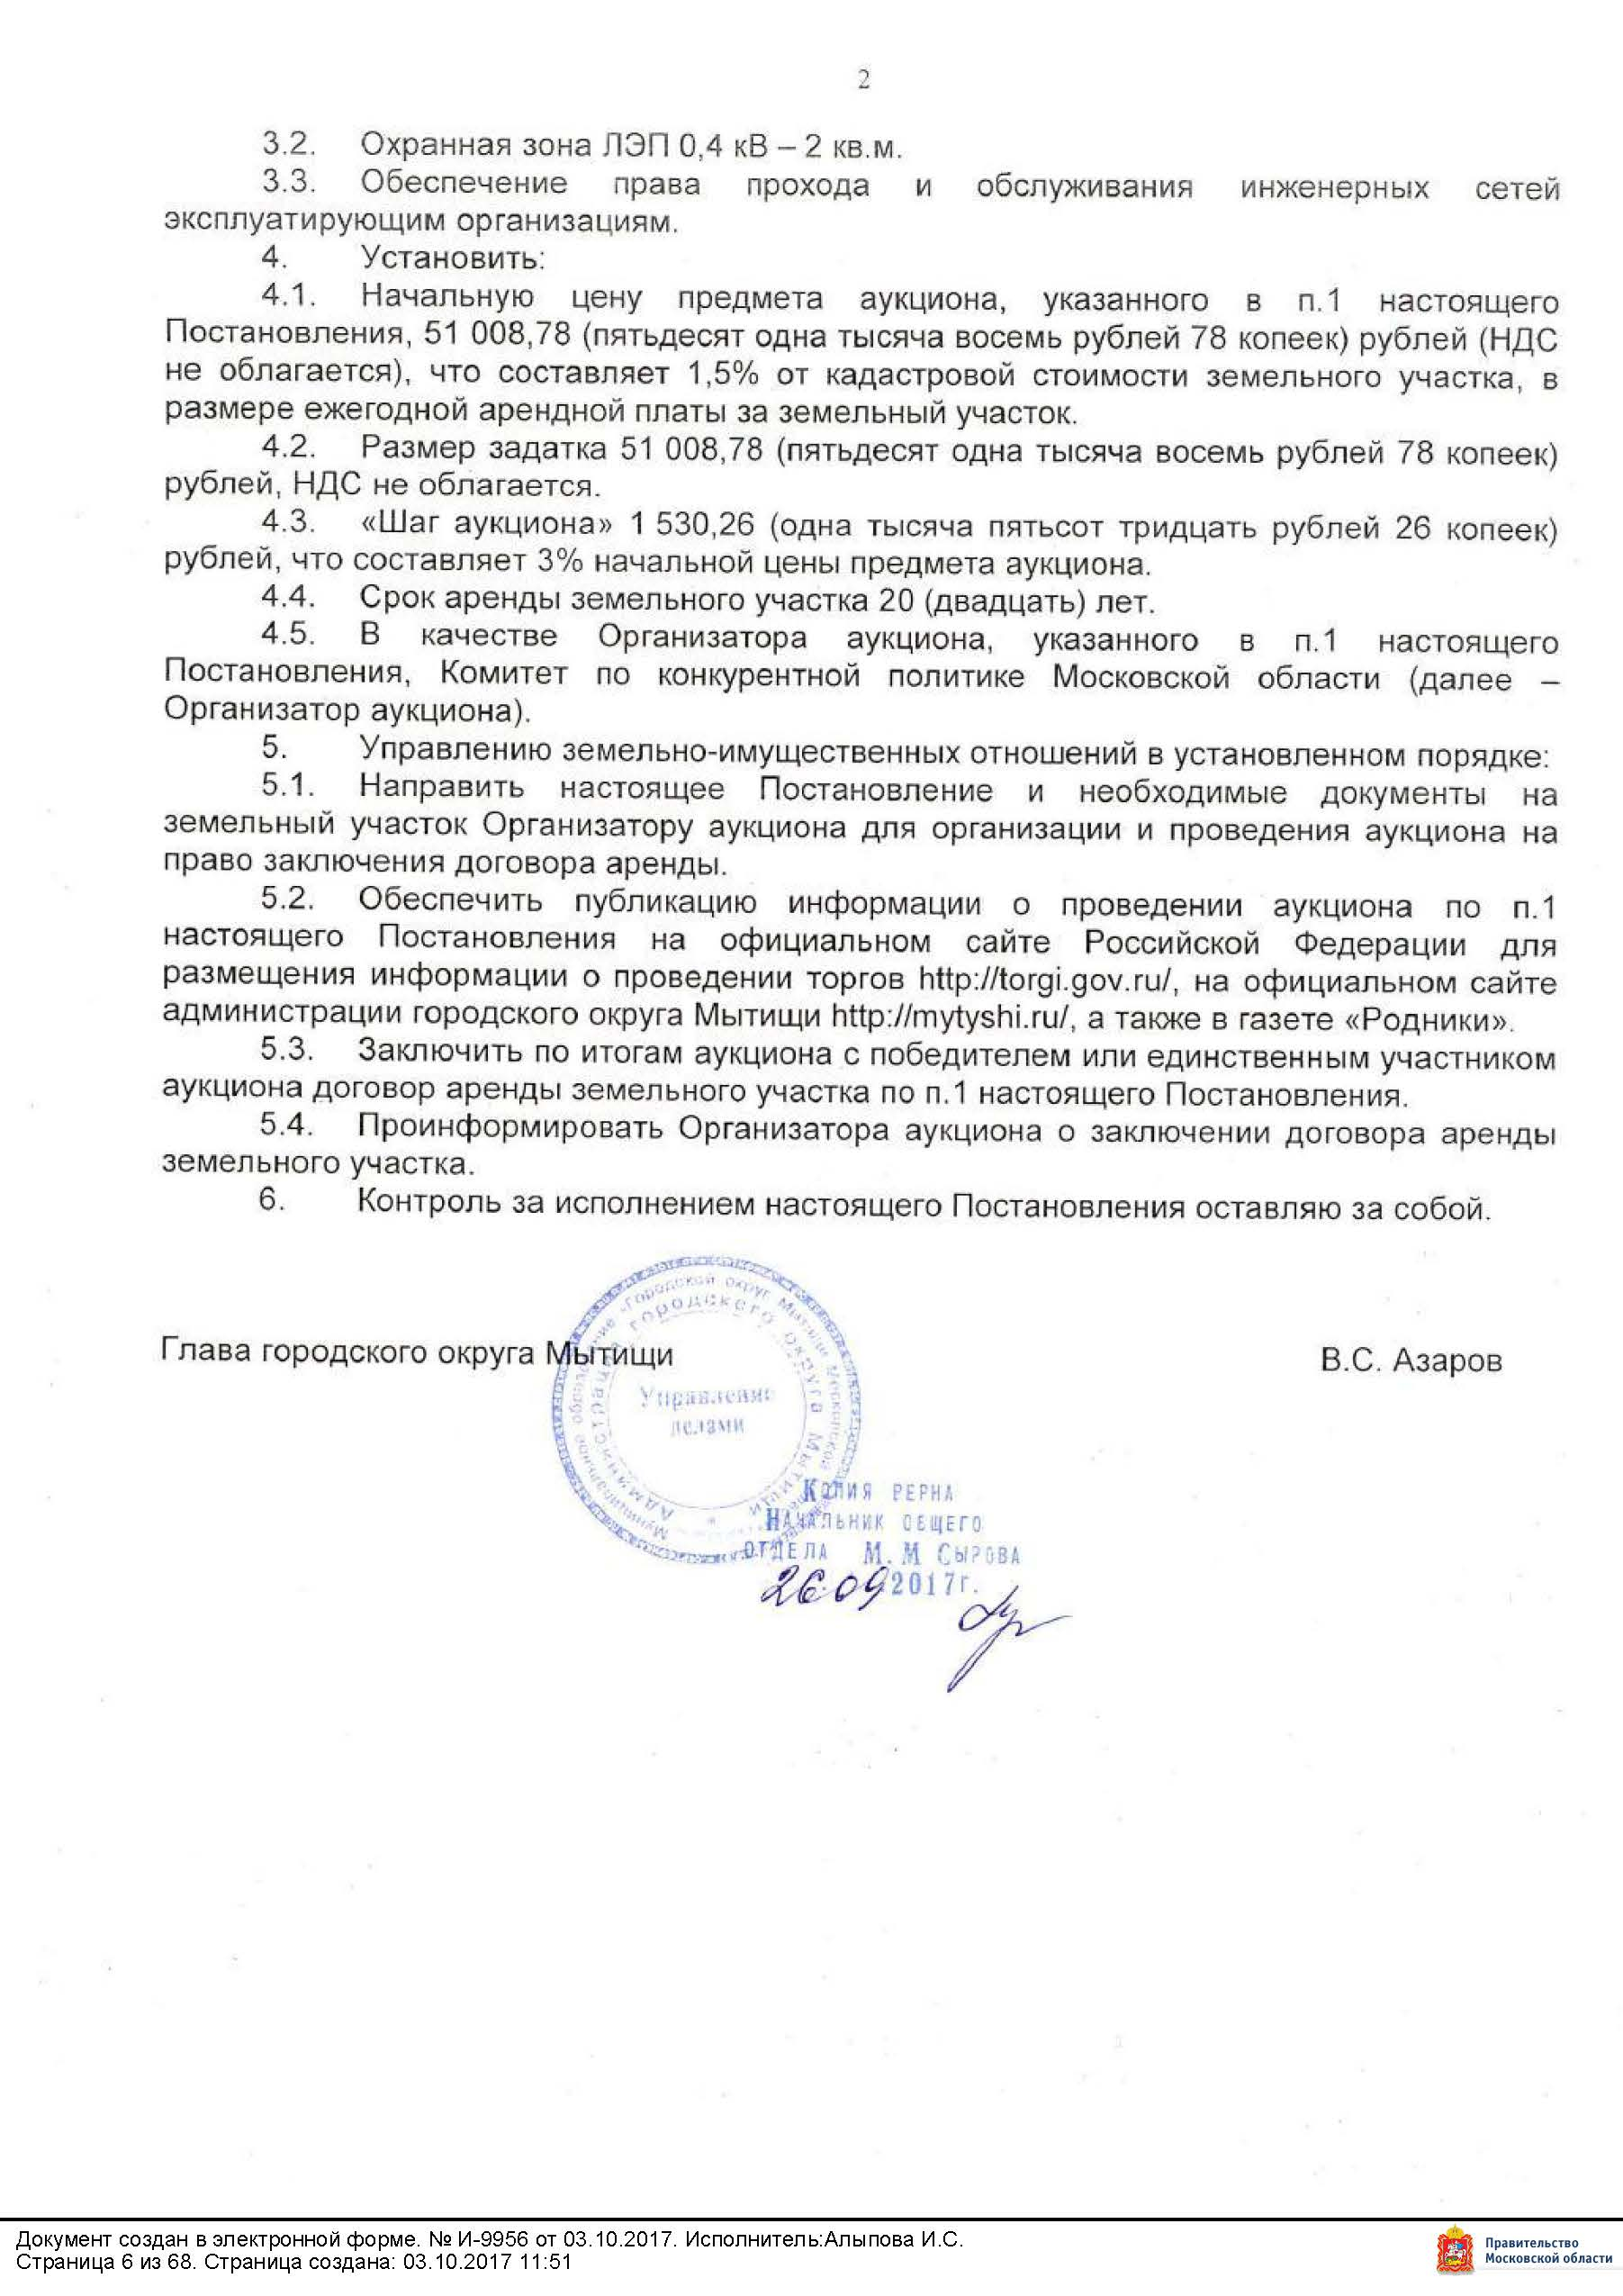 2
3.2. Охранная зона ЛЭП 0,4 кВ – 2 кв.м.
3.3. Обеспечение права прохода и обслуживания инженерных сетей
эксплуатирующим организациям.
4. Установить:
4.1. Начальную цену предмета аукциона, указанного в п.1 настоящего
Постановления, 51 008,78 (пятьдесят одна тысяча восемь рублей 78 копеек) рублей (НДС
не облагается), что составляет 1,5% от кадастровой стоимости земельного участка, в
размере ежегодной арендной платы за земельный участок.
4.2. Размер задатка 51 008,78 (пятьдесят одна тысяча восемь рублей 78 копеек)
рублей, НДС не облагается.
4.3. «Шаг аукциона» 1 530,26 (одна тысяча пятьсот тридцать рублей 26 копеек)
рублей, что составляет 3% начальной цены предмета аукциона.
4.4. Срок аренды земельного участка 20 (двадцать) лет.
4.5. В качестве Организатора аукциона, указанного в п.1 настоящего
Постановления, Комитет по конкурентной политике Московской области (далее –
Организатор аукциона).
5. Управлению земельно-имущественных отношений в установленном порядке:
5.1. Направить настоящее Постановление и необходимые документы на
земельный участок Организатору аукциона для организации и проведения аукциона на
право заключения договора аренды.
5.2. Обеспечить публикацию информации о проведении аукциона по п.1
настоящего Постановления на официальном сайте Российской Федерации для
размещения информации о проведении торгов http://torgi.gov.ru/, на официальном сайте
администрации городского округа Мытищи http://mytyshi.ru/, а также в газете «Родники».
5.3. Заключить по итогам аукциона с победителем или единственным участником
аукциона договор аренды земельного участка по п.1 настоящего Постановления.
5.4. Проинформировать Организатора аукциона о заключении договора аренды
земельного участка.
6. Контроль за исполнением настоящего Постановления оставляю за собой.
Глава городского округа Мытищи В.С. Азаров
Муниципальное образование «Городской округ Мытищи Московской
Администрация городского округа Мытищи
Управление
делами
Копия верна
Начальник общего
отдела М.М Сырова
26.09 2017г.
Документ создан в электронной форме. № И-9956 от 03.10.2017. Исполнитель:Алыпова И.С.
Страница 6 из 68. Страница создана: 03.10.2017 11:51
Правительство
Московской области